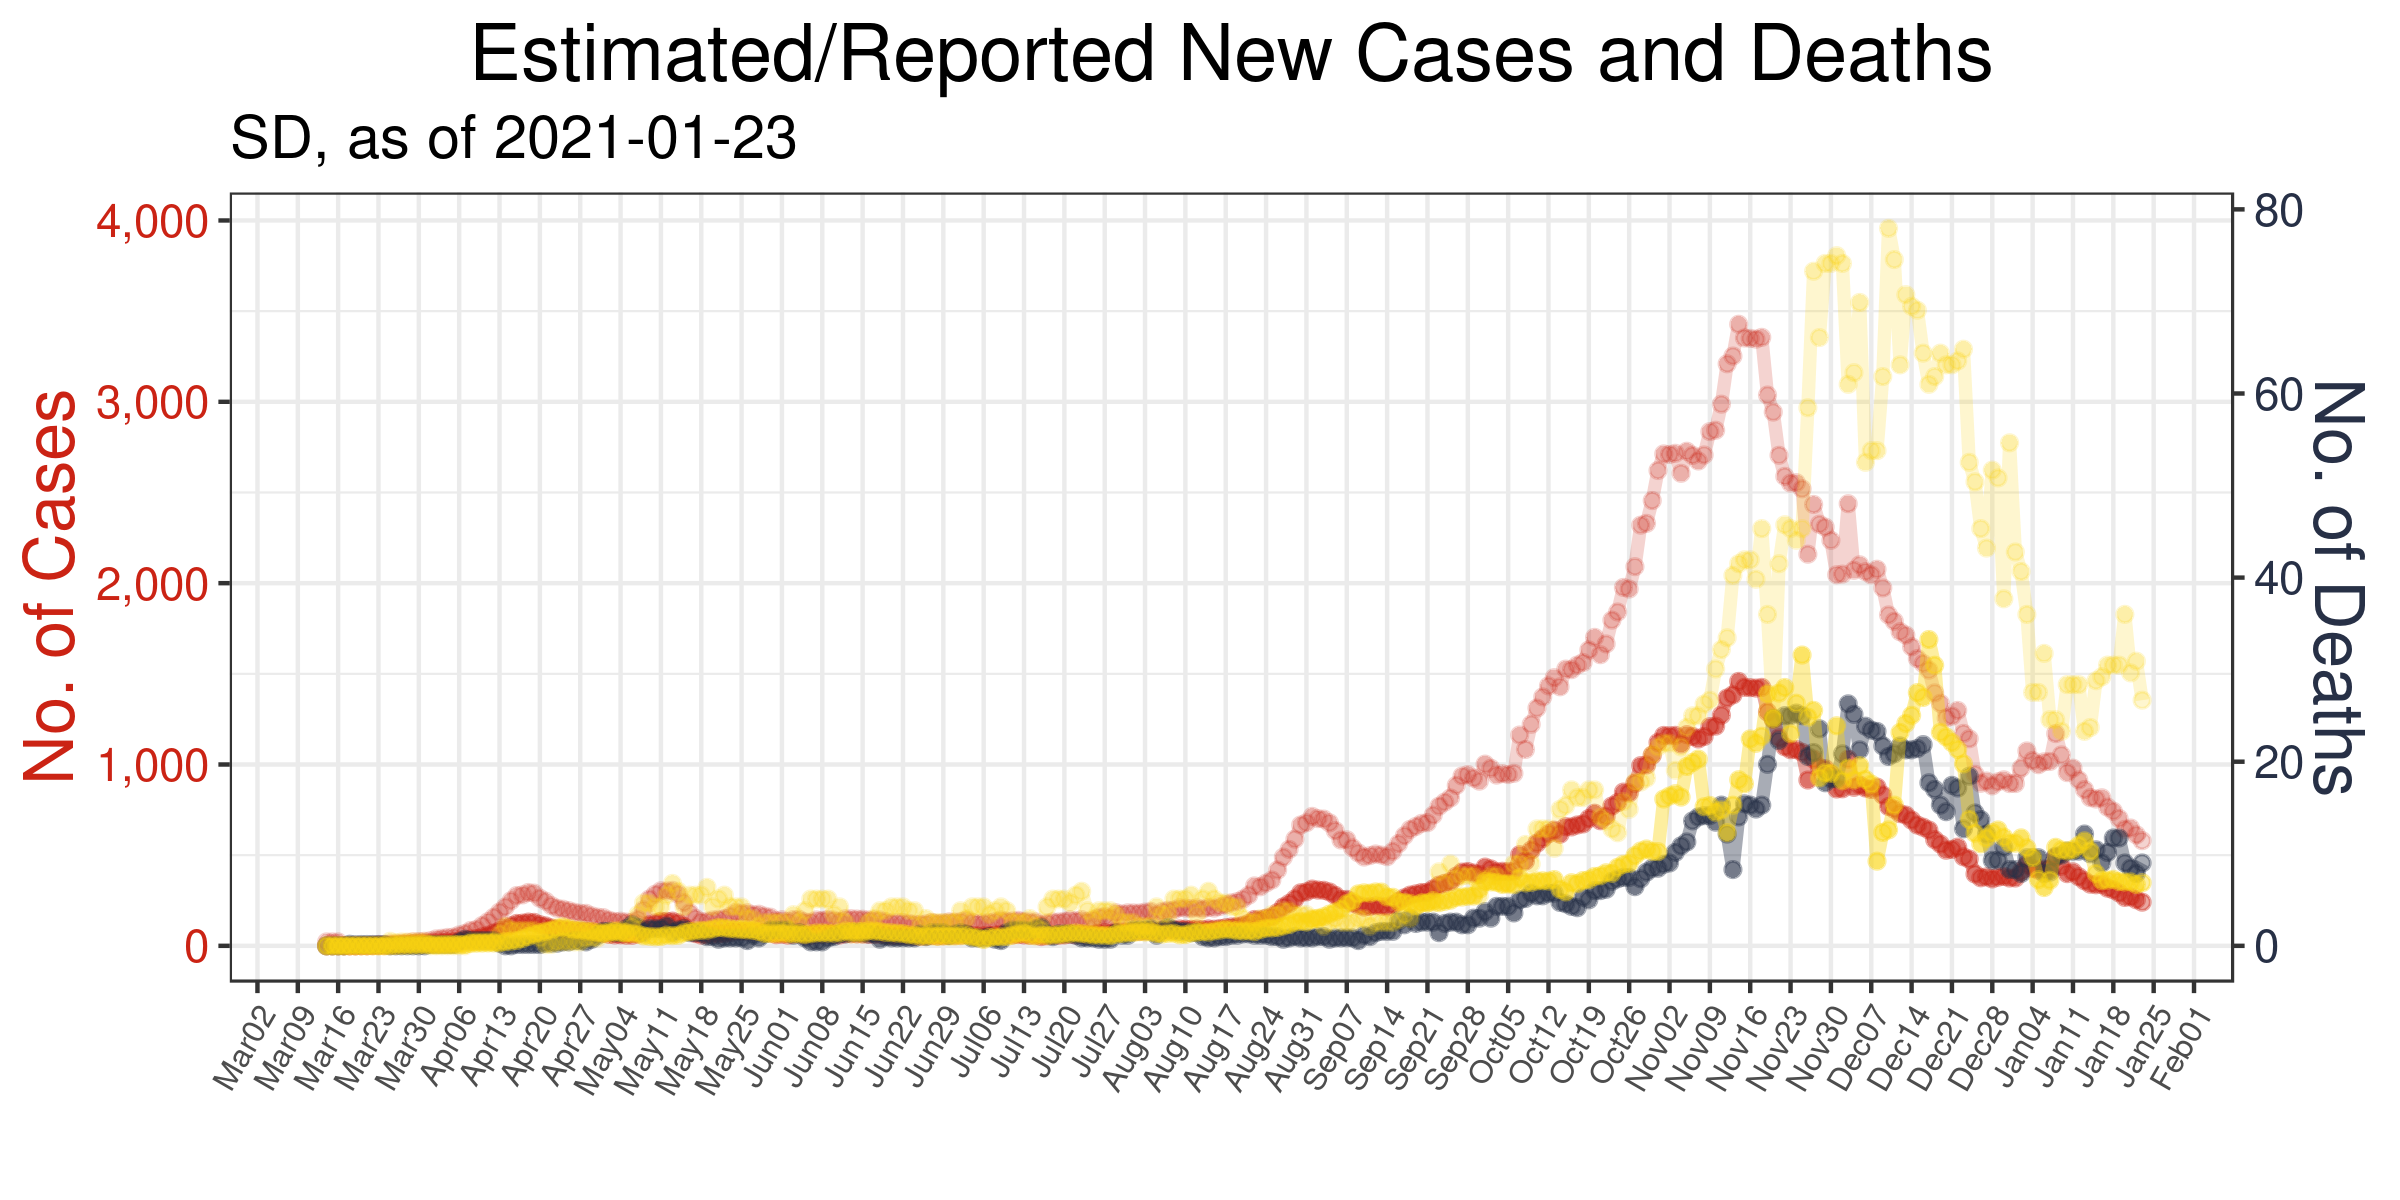 Estimated/Reported New Cases and Deaths
SD, as of 2021-01-23
No. of Cases
4,000
3,000
2,000
1,000
0
80
60
40
20
0
No. of Deaths
Mar02
Mar09
Mar16
Mar23
Mar30
Apr06
Apr13
Apr20
Apr27
May04
May11
May18
May25
Jun01
Jun08
Jun15
Jun22
Jun29
Jul06
Jul13
Jul20
Jul27
Aug03
Aug10
Aug17
Aug24
Aug31
Sep07
Sep14
Sep21
Sep28
Oct05
Oct12
Oct19
Oct26
Nov02
Nov09
Nov16
Nov23
Nov30
Dec07
Dec14
Dec21
Dec28
Jan04
Jan11
Jan18
Jan25
Feb01